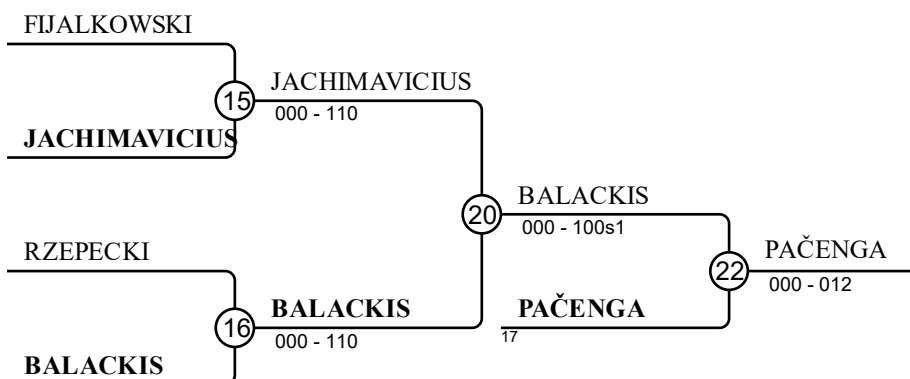 FIJALKOWSKI
15
JACHIMAVICIUS
000 - 110
JACHIMAVICIUS
20
BALACKIS
000 - 100s1
RZEPECKI
22
PAČENGA
000 - 012
16
BALACKIS
000 - 110
PAČENGA
17
BALACKIS